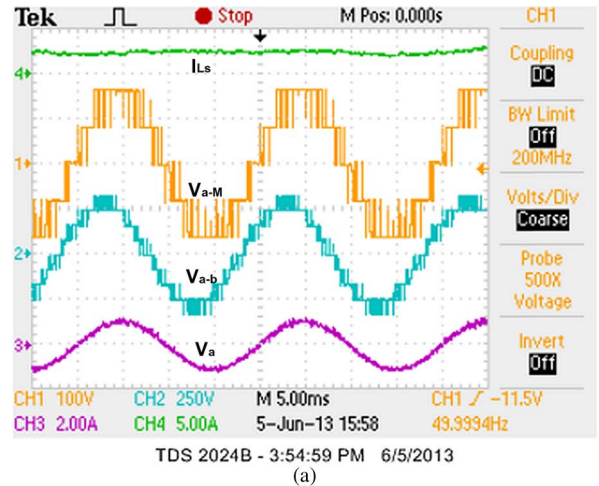 Tek Stop M Pos: 0.000s CH1
Coupling
DC
BW Limit
Off
200MHz
Volts/Div
Coarse
Probe
500X
Voltage
Invert
Off
4
ILs
1
Va-M
2
Va-b
3
Va
CH1 100V CH2 250V M 5.00ms CH1 -11.5V
CH3 2.00A CH4 5.00A 5-Jun-13 15:58 49.9994Hz
TDS 2024B - 3:54:59 PM 6/5/2013
(a)